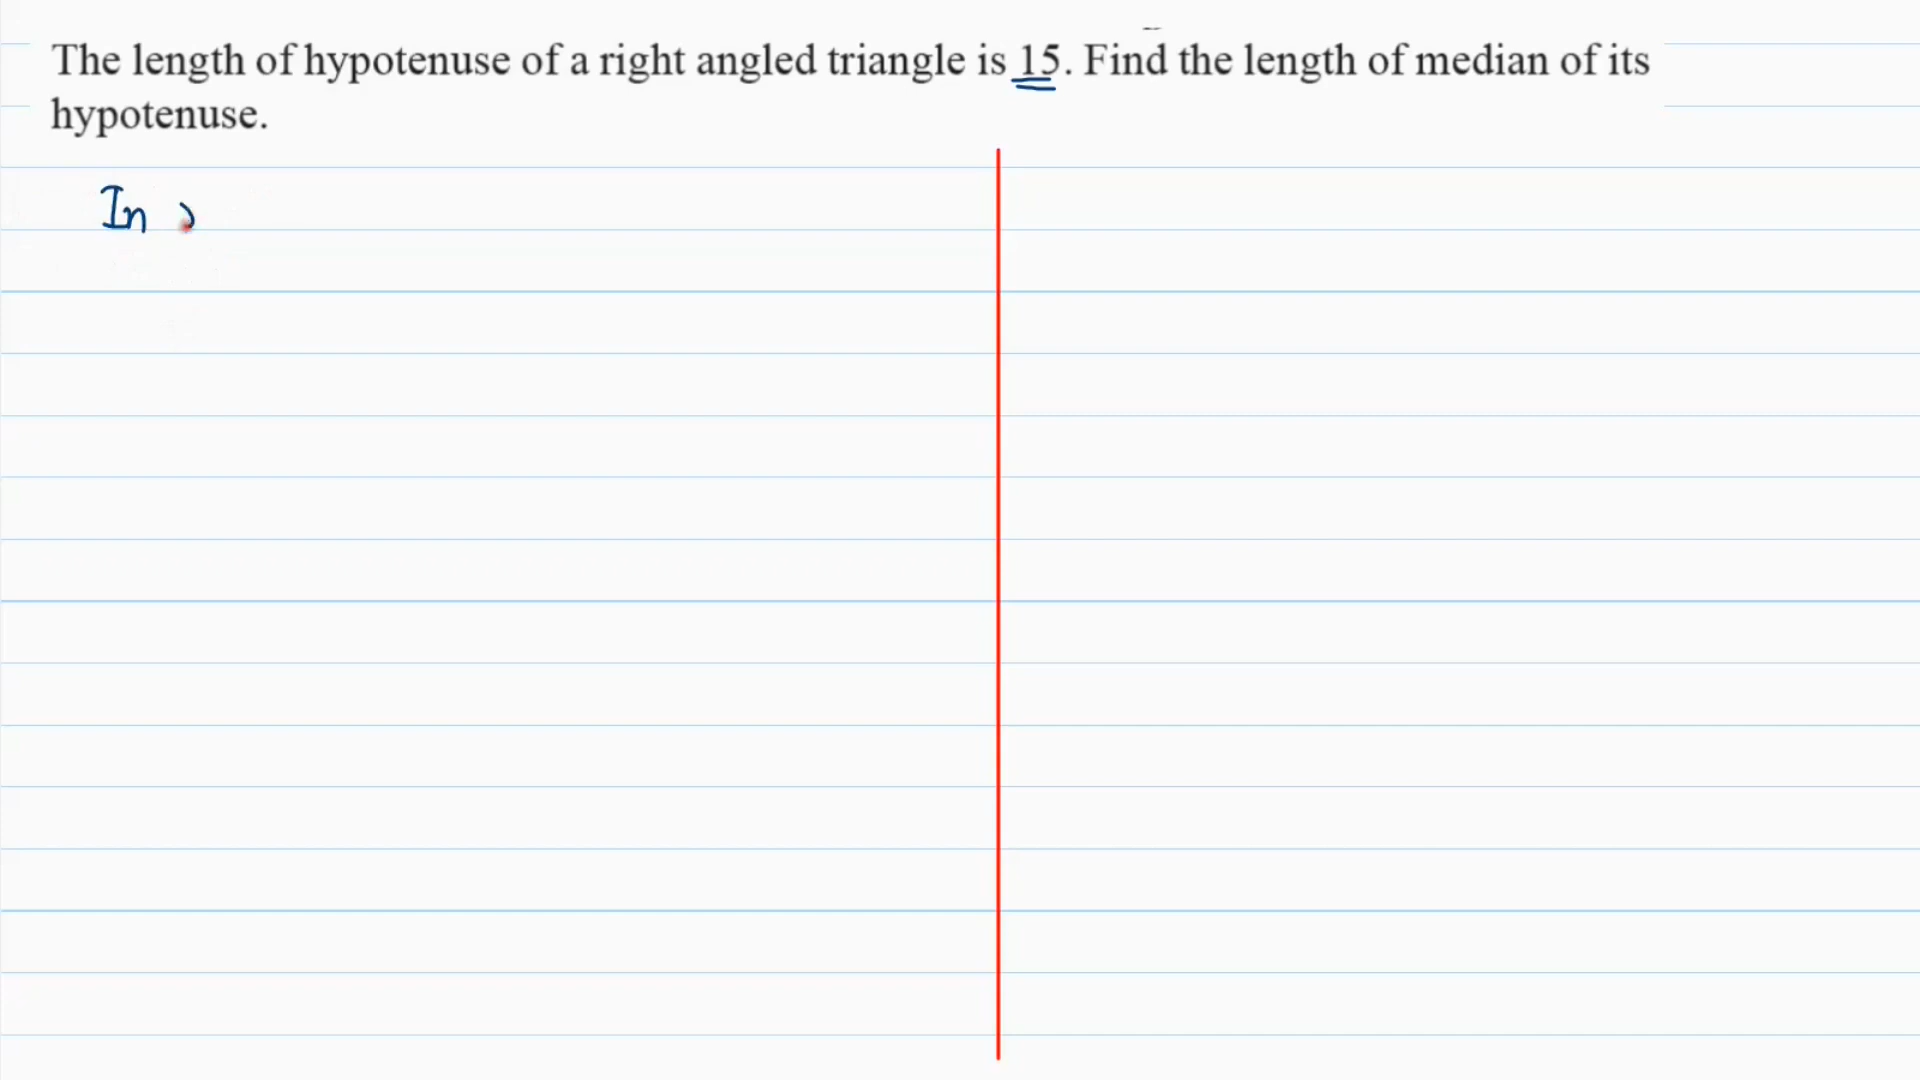 The length of hypotenuse of a right angled triangle is 15. Find the length of median of its
hypotenuse.
In